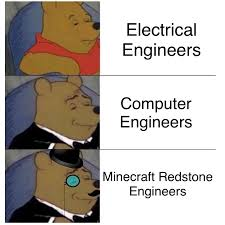 Electrical
Engineers
Computer
Engineers
Minecraft Redstone
Engineers